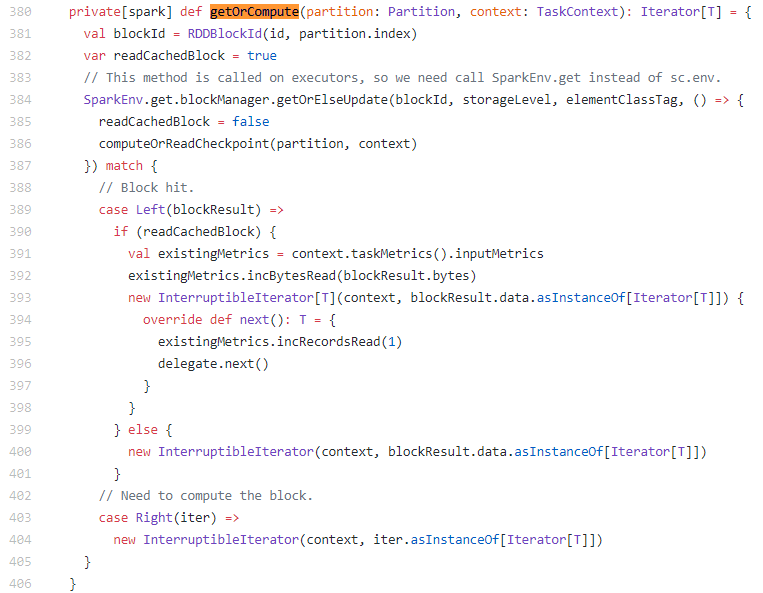 380 private[spark] def getOrCompute(partition: Partition, context: TaskContext): Iterator[T] = {
381 val blockId = RDDBlockId(id, partition.index)
382 var readCachedBlock = true
383 // This method is called on executors, so we need call SparkEnv.get instead of sc.env.
384 SparkEnv.get.blockManager.getOrElseUpdate(blockId, storageLevel, elementClassTag, () => {
385 readCachedBlock = false
386 computeOrReadCheckpoint(partition, context)
387 }) match {
388 // Block hit.
389 case Left(blockResult) =>
390 if (readCachedBlock) {
391 val existingMetrics = context.taskMetrics().inputMetrics
392 existingMetrics.incBytesRead(blockResult.bytes)
393 new InterruptibleIterator[T](context, blockResult.data.asInstanceOf[Iterator[T]]) {
394 override def next(): T = {
395 existingMetrics.incRecordsRead(1)
396 delegate.next()
397 }
398 }
399 } else {
400 new InterruptibleIterator(context, blockResult.data.asInstanceOf[Iterator[T]])
401 }
402 // Need to compute the block.
403 case Right(iter) =>
404 new InterruptibleIterator(context, iter.asInstanceOf[Iterator[T]])
405 }
406 }